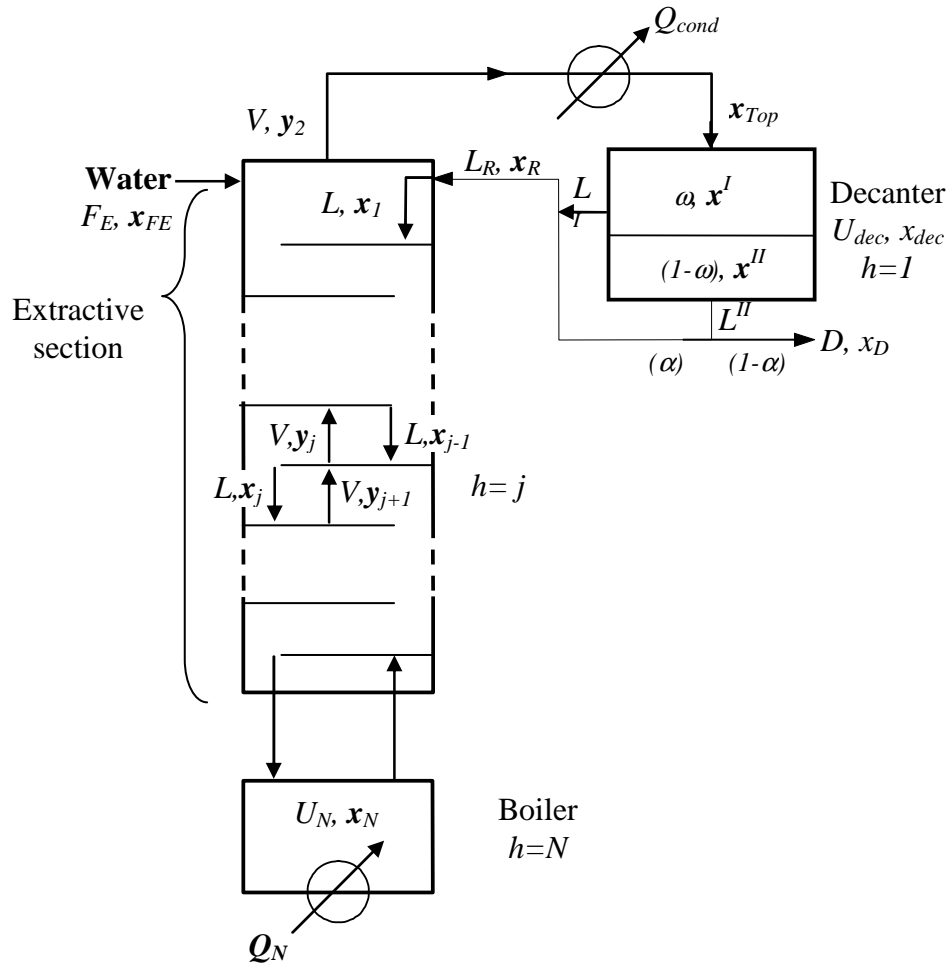 Q_cond
V, y_2
x_Top
Water
F_E, x_FE
L_R, x_R
L
I
ω, x^I
Decanter
U_dec, x_dec
h=1
L, x_1
(1-ω), x^II
Extractive
section
L^II
D, x_D
(α)
(1-α)
V,y_j
L,x_j-1
L,x_j
V,y_j+1
h= j
U_N, x_N
Boiler
h=N
Q_N